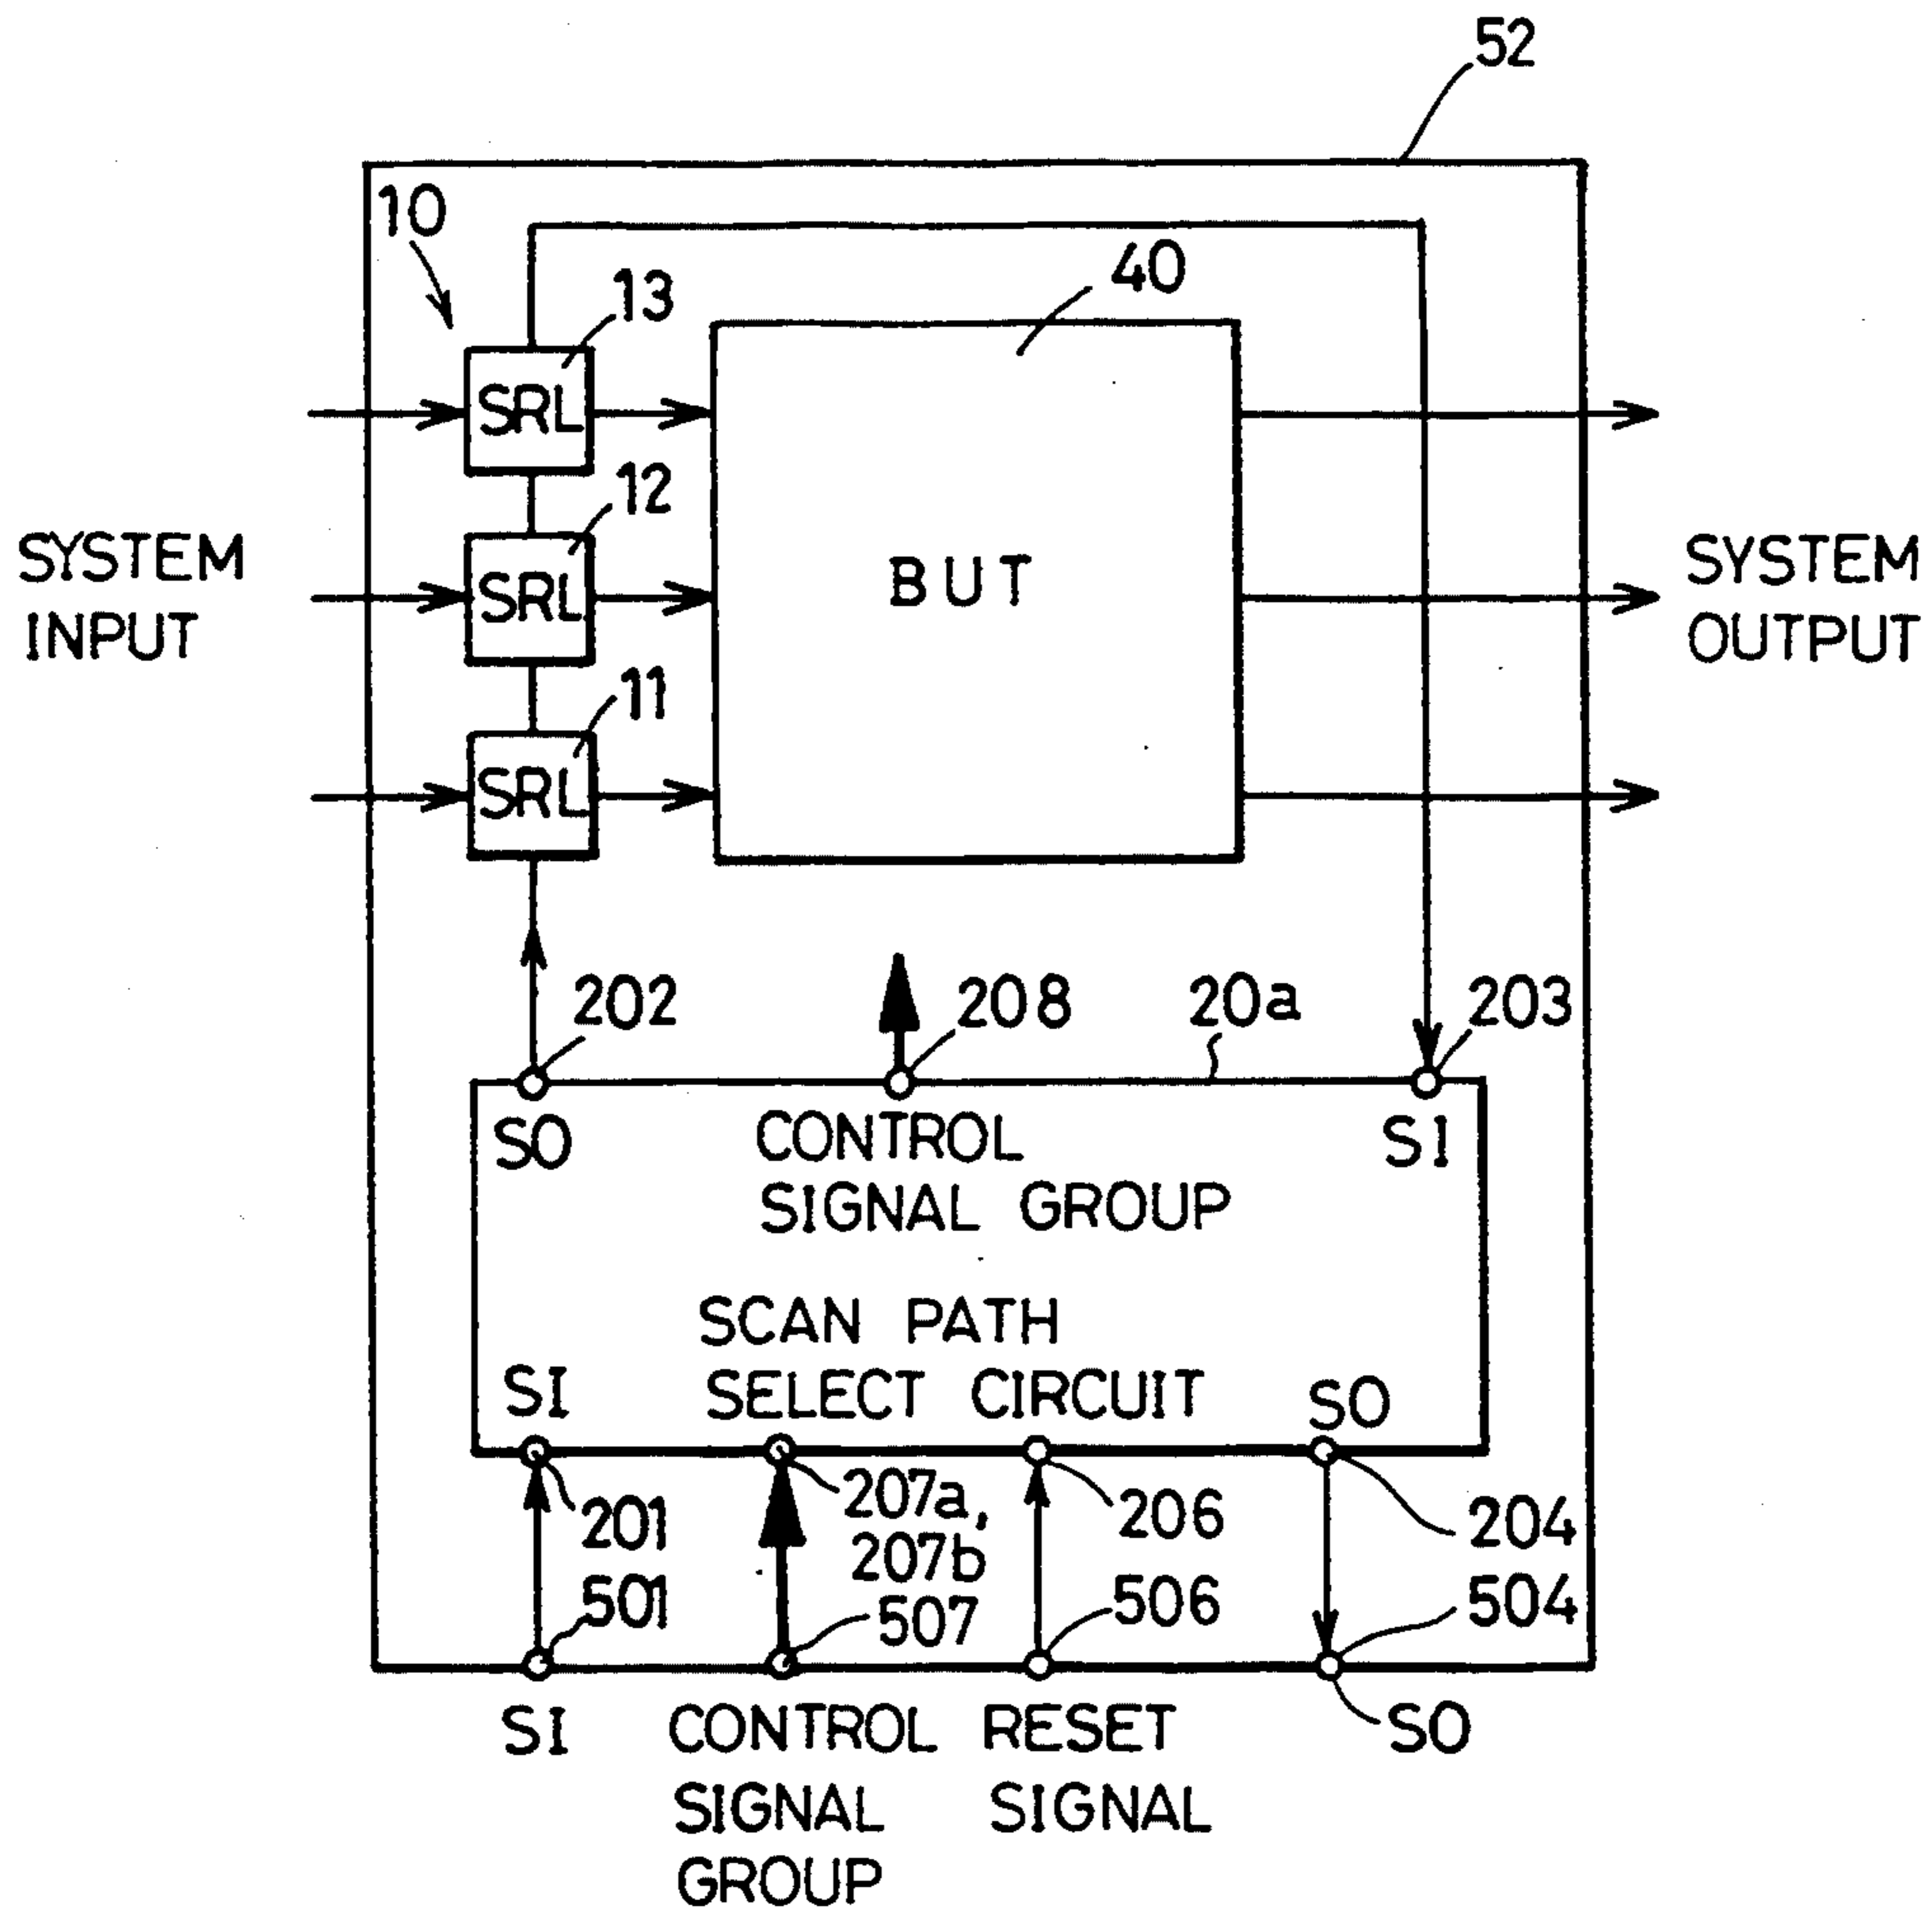 52
10
13
40
SRL
12
SYSTEM
INPUT
SRL
BUT
SYSTEM
OUTPUT
11
SRL
202
208
20a
203
SO
CONTROL
SIGNAL GROUP
SI
SCAN PATH
SELECT CIRCUIT
SI
SO
201
207a,
207b
206
204
501
507
506
504
SI
CONTROL
SIGNAL
GROUP
RESET
SIGNAL
SO